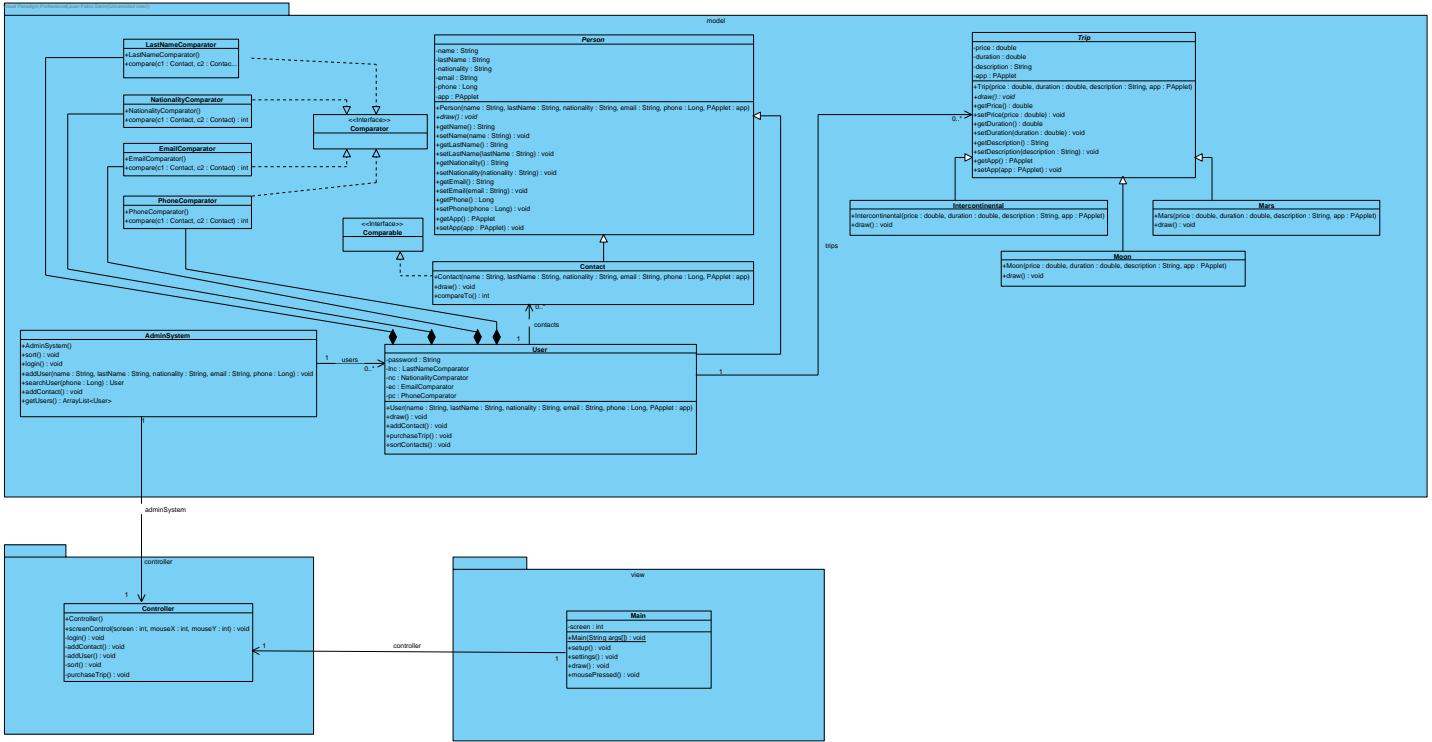 Visual Paradigm Professional(Juan Pablo Sanin(Universidad Icesi))
model
LastNameComparator
+LastNameComparator()
+compare(c1 : Contact, c2 : Contac...
NationalityComparator
+NationalityComparator()
+compare(c1 : Contact, c2 : Contact) : int
EmailComparator
+EmailComparator()
+compare(c1 : Contact, c2 : Contact) : int
PhoneComparator
+PhoneComparator()
+compare(c1 : Contact, c2 : Contact) : int
<<Interface>>
Comparator
<<Interface>>
Comparable
Person
-name : String
-lastName : String
-nationality : String
-email : String
-phone : Long
-app : PApplet
+Person(name : String, lastName : String, nationality : String, email : String, phone : Long, PApplet : app)
+draw() : void
+getName() : String
+setName(name : String) : void
+getLastName() : String
+setLastName(lastName : String) : void
+getNationality() : String
+setNationality(nationality : String) : void
+getEmail() : String
+setEmail(email : String) : void
+getPhone() : Long
+setPhone(phone : Long) : void
+getApp() : PApplet
+setApp(app : PApplet) : void
Contact
+Contact(name : String, lastName : String, nationality : String, email : String, phone : Long, PApplet : app)
+draw() : void
+compareTo() : int
0..*
contacts
1
Trip
-price : double
-duration : double
-description : String
-app : PApplet
+Trip(price : double, duration : double, description : String, app : PApplet)
+draw() : void
+getPrice() : double
+setPrice(price : double) : void
+getDuration() : double
+setDuration(duration : double) : void
+getDescription() : String
+setDescription(description : String) : void
+getApp() : PApplet
+setApp(app : PApplet) : void
0..*
trips
1
Intercontinental
+Intercontinental(price : double, duration : double, description : String, app : PApplet)
+draw() : void
Mars
+Mars(price : double, duration : double, description : String, app : PApplet)
+draw() : void
Moon
+Moon(price : double, duration : double, description : String, app : PApplet)
+draw() : void
AdminSystem
+AdminSystem()
+sort() : void
+login() : void
+addUser(name : String, lastName : String, nationality : String, email : String, phone : Long) : void
+searchUser(phone : Long) : User
+addContact() : void
+getUsers() : ArrayList<User>
1
users
0..*
User
-password : String
-lnc : LastNameComparator
-nc : NationalityComparator
-ec : EmailComparator
-pc : PhoneComparator
+User(name : String, lastName : String, nationality : String, email : String, phone : Long, PApplet : app)
+draw() : void
+addContact() : void
+purchaseTrip() : void
+sortContacts() : void
1
adminSystem
1
controller
Controller
+Controller()
+screenControl(screen : int, mouseX : int, mouseY : int) : void
-login() : void
-addContact() : void
-addUser() : void
-sort() : void
-purchaseTrip() : void
1
controller
1
view
Main
-screen : int
+Main(String args[]) : void
+setup() : void
+settings() : void
+draw() : void
+mousePressed() : void